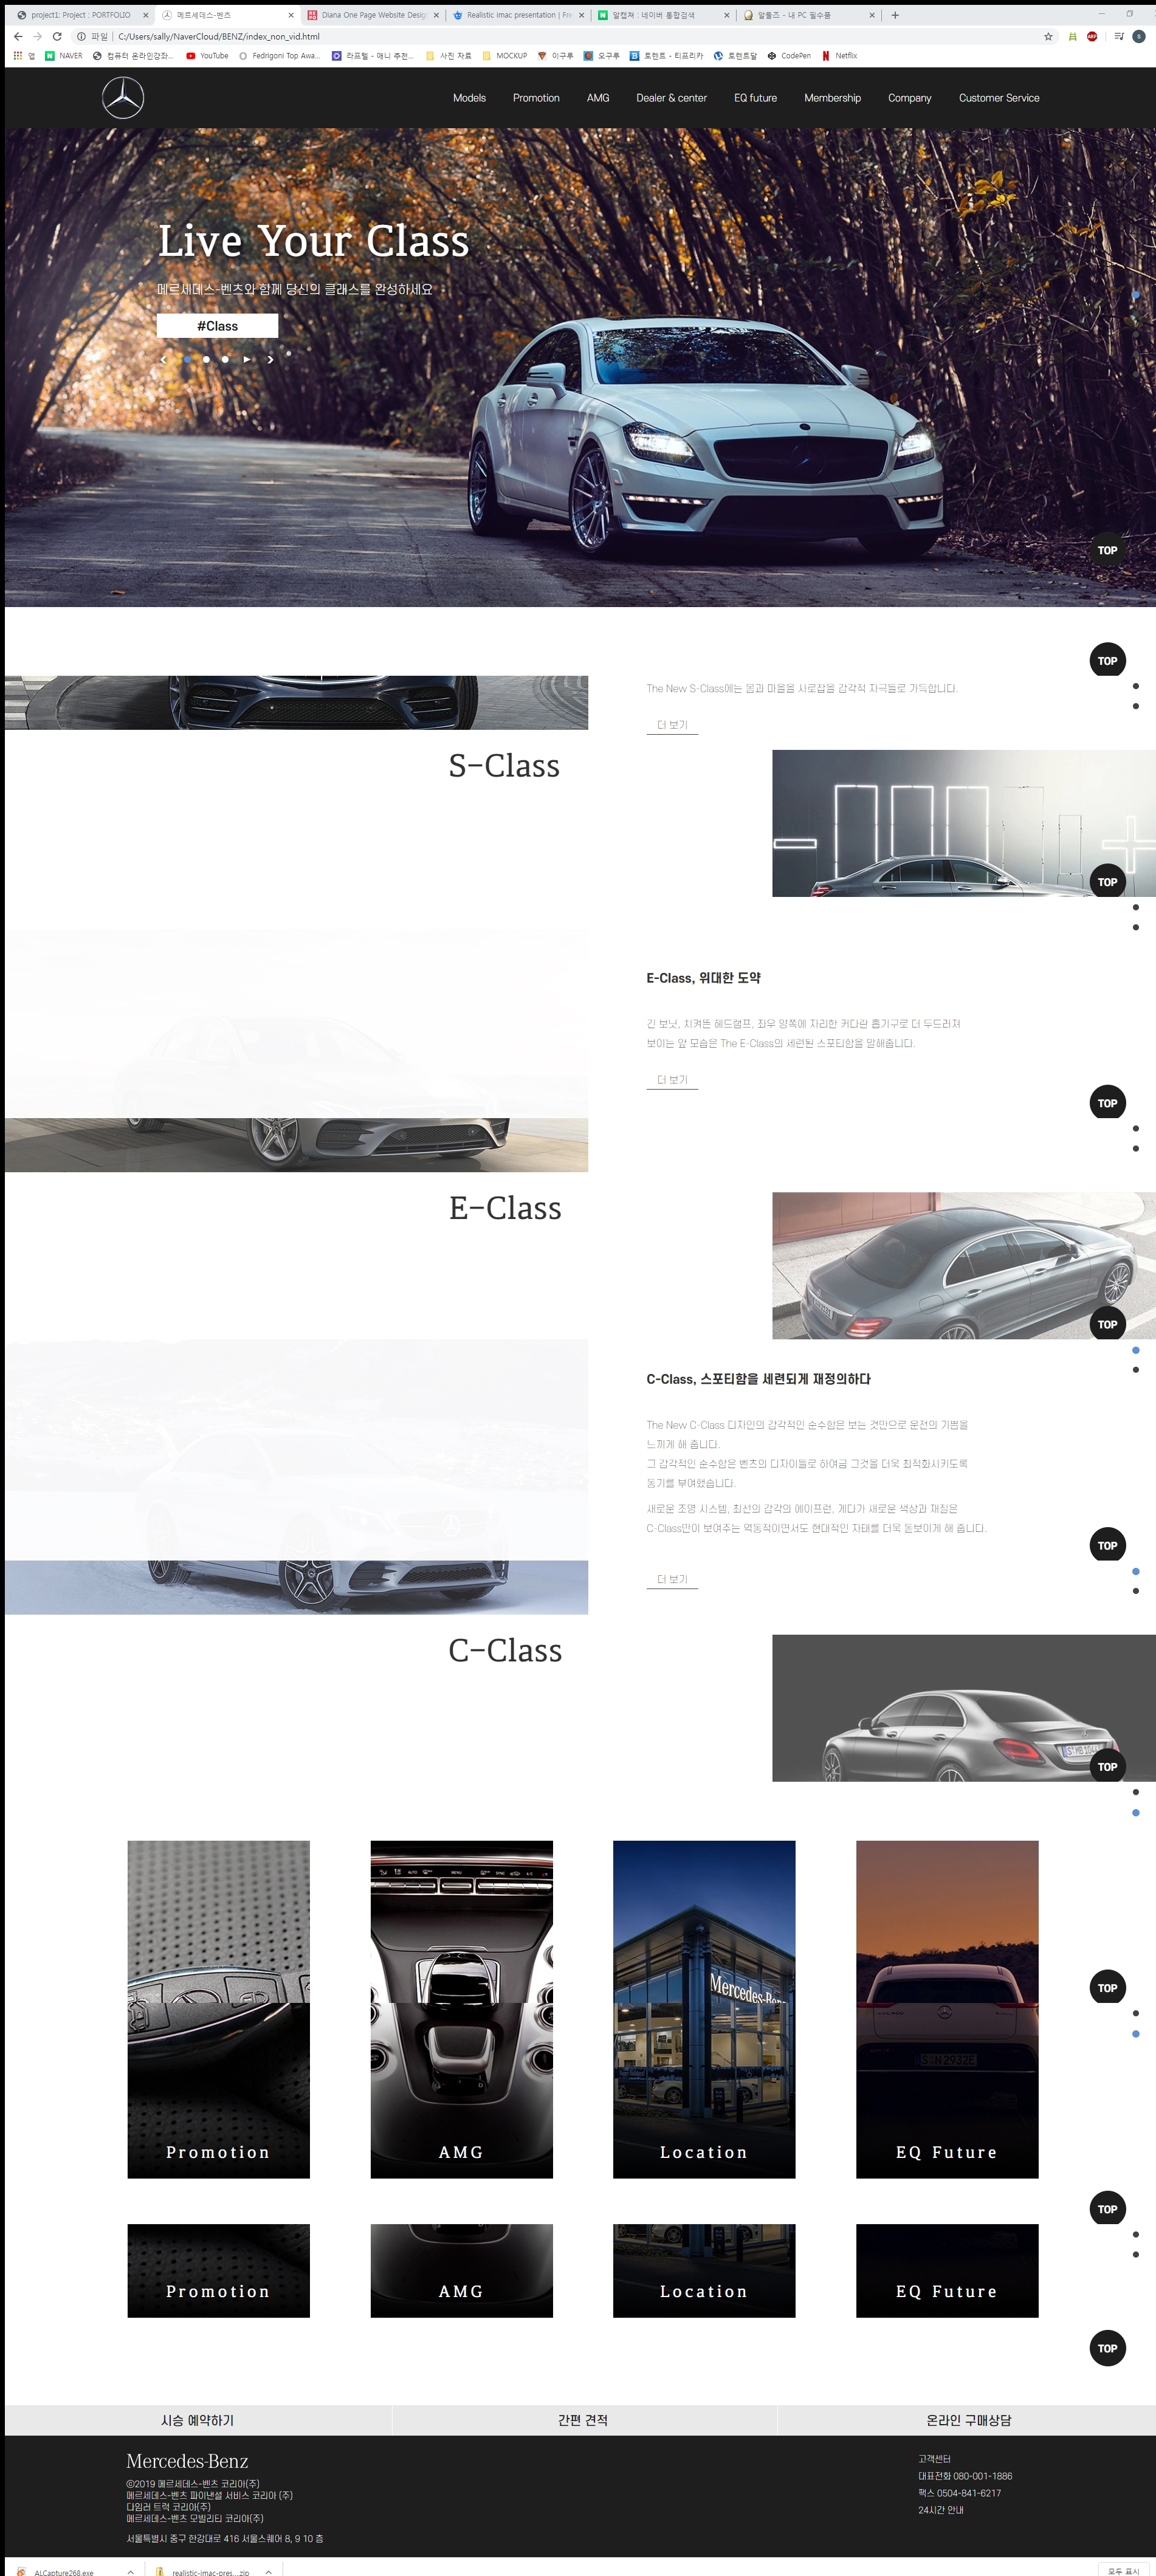 project1: Project : PORTFOLIO
메르세데스-벤츠
Diana One Page Website Desig
Realistic imac presentation | Fre
알캡처 : 네이버 통합검색
알툴즈 - 내 PC 필수품
파일 | C:/Users/sally/NaverCloud/BENZ/index_non_vid.html
앱
NAVER
컴퓨터 온라인강좌...
YouTube
Fedrigoni Top Awa...
라프텔 - 애니 추천...
사진 자료
MOCKUP
이구루
오구루
토렌트 - 티프리카
토렌트달
CodePen
Netflix
Models
Promotion
AMG
Dealer & center
EQ future
Membership
Company
Customer Service
Live Your Class
메르세데스-벤츠와 함께 당신의 클래스를 완성하세요
#Class
TOP
TOP
The New S-Class에는 몸과 마음을 사로잡을 감각적 자극들로 가득합니다.
더 보기
S-Class
TOP
E-Class, 위대한 도약
긴 보닛, 치켜뜬 헤드램프, 좌우 양쪽에 자리한 커다란 흡기구로 더 두드러져
보이는 앞 모습은 The E-Class의 세련된 스포티함을 말해줍니다.
더 보기
TOP
E-Class
TOP
C-Class, 스포티함을 세련되게 재정의하다
The New C-Class 디자인의 감각적인 순수함은 보는 것만으로 운전의 기쁨을
느끼게 해 줍니다.
그 감각적인 순수함은 벤츠의 디자이들로 하여금 그것을 더욱 최적화시키도록
동기를 부여했습니다.
새로운 조명 시스템, 최선의 감각의 에이프런, 게다가 새로운 색상과 재질은
C-Class만이 보여주는 역동적이면서도 현대적인 자태를 더욱 돋보이게 해 줍니다.
TOP
더 보기
C-Class
TOP
Mercedes-Benz
TOP
S·N 2932E
Promotion
AMG
Location
EQ Future
TOP
Promotion
AMG
Location
EQ Future
TOP
시승 예약하기
간편 견적
온라인 구매상담
Mercedes-Benz
ⓒ2019 메르세데스-벤츠 코리아(주)
메르세데스-벤츠 파이낸셜 서비스 코리아 (주)
다임러 트럭 코리아(주)
메르세데스-벤츠 모빌리티 코리아(주)
서울특별시 중구 한강대로 416 서울스퀘어 8, 9 10 층
고객센터
대표전화 080-001-1886
팩스 0504-841-6217
24시간 안내
ALCapture268.exe
realistic-imac-pres....zip
모두 표시